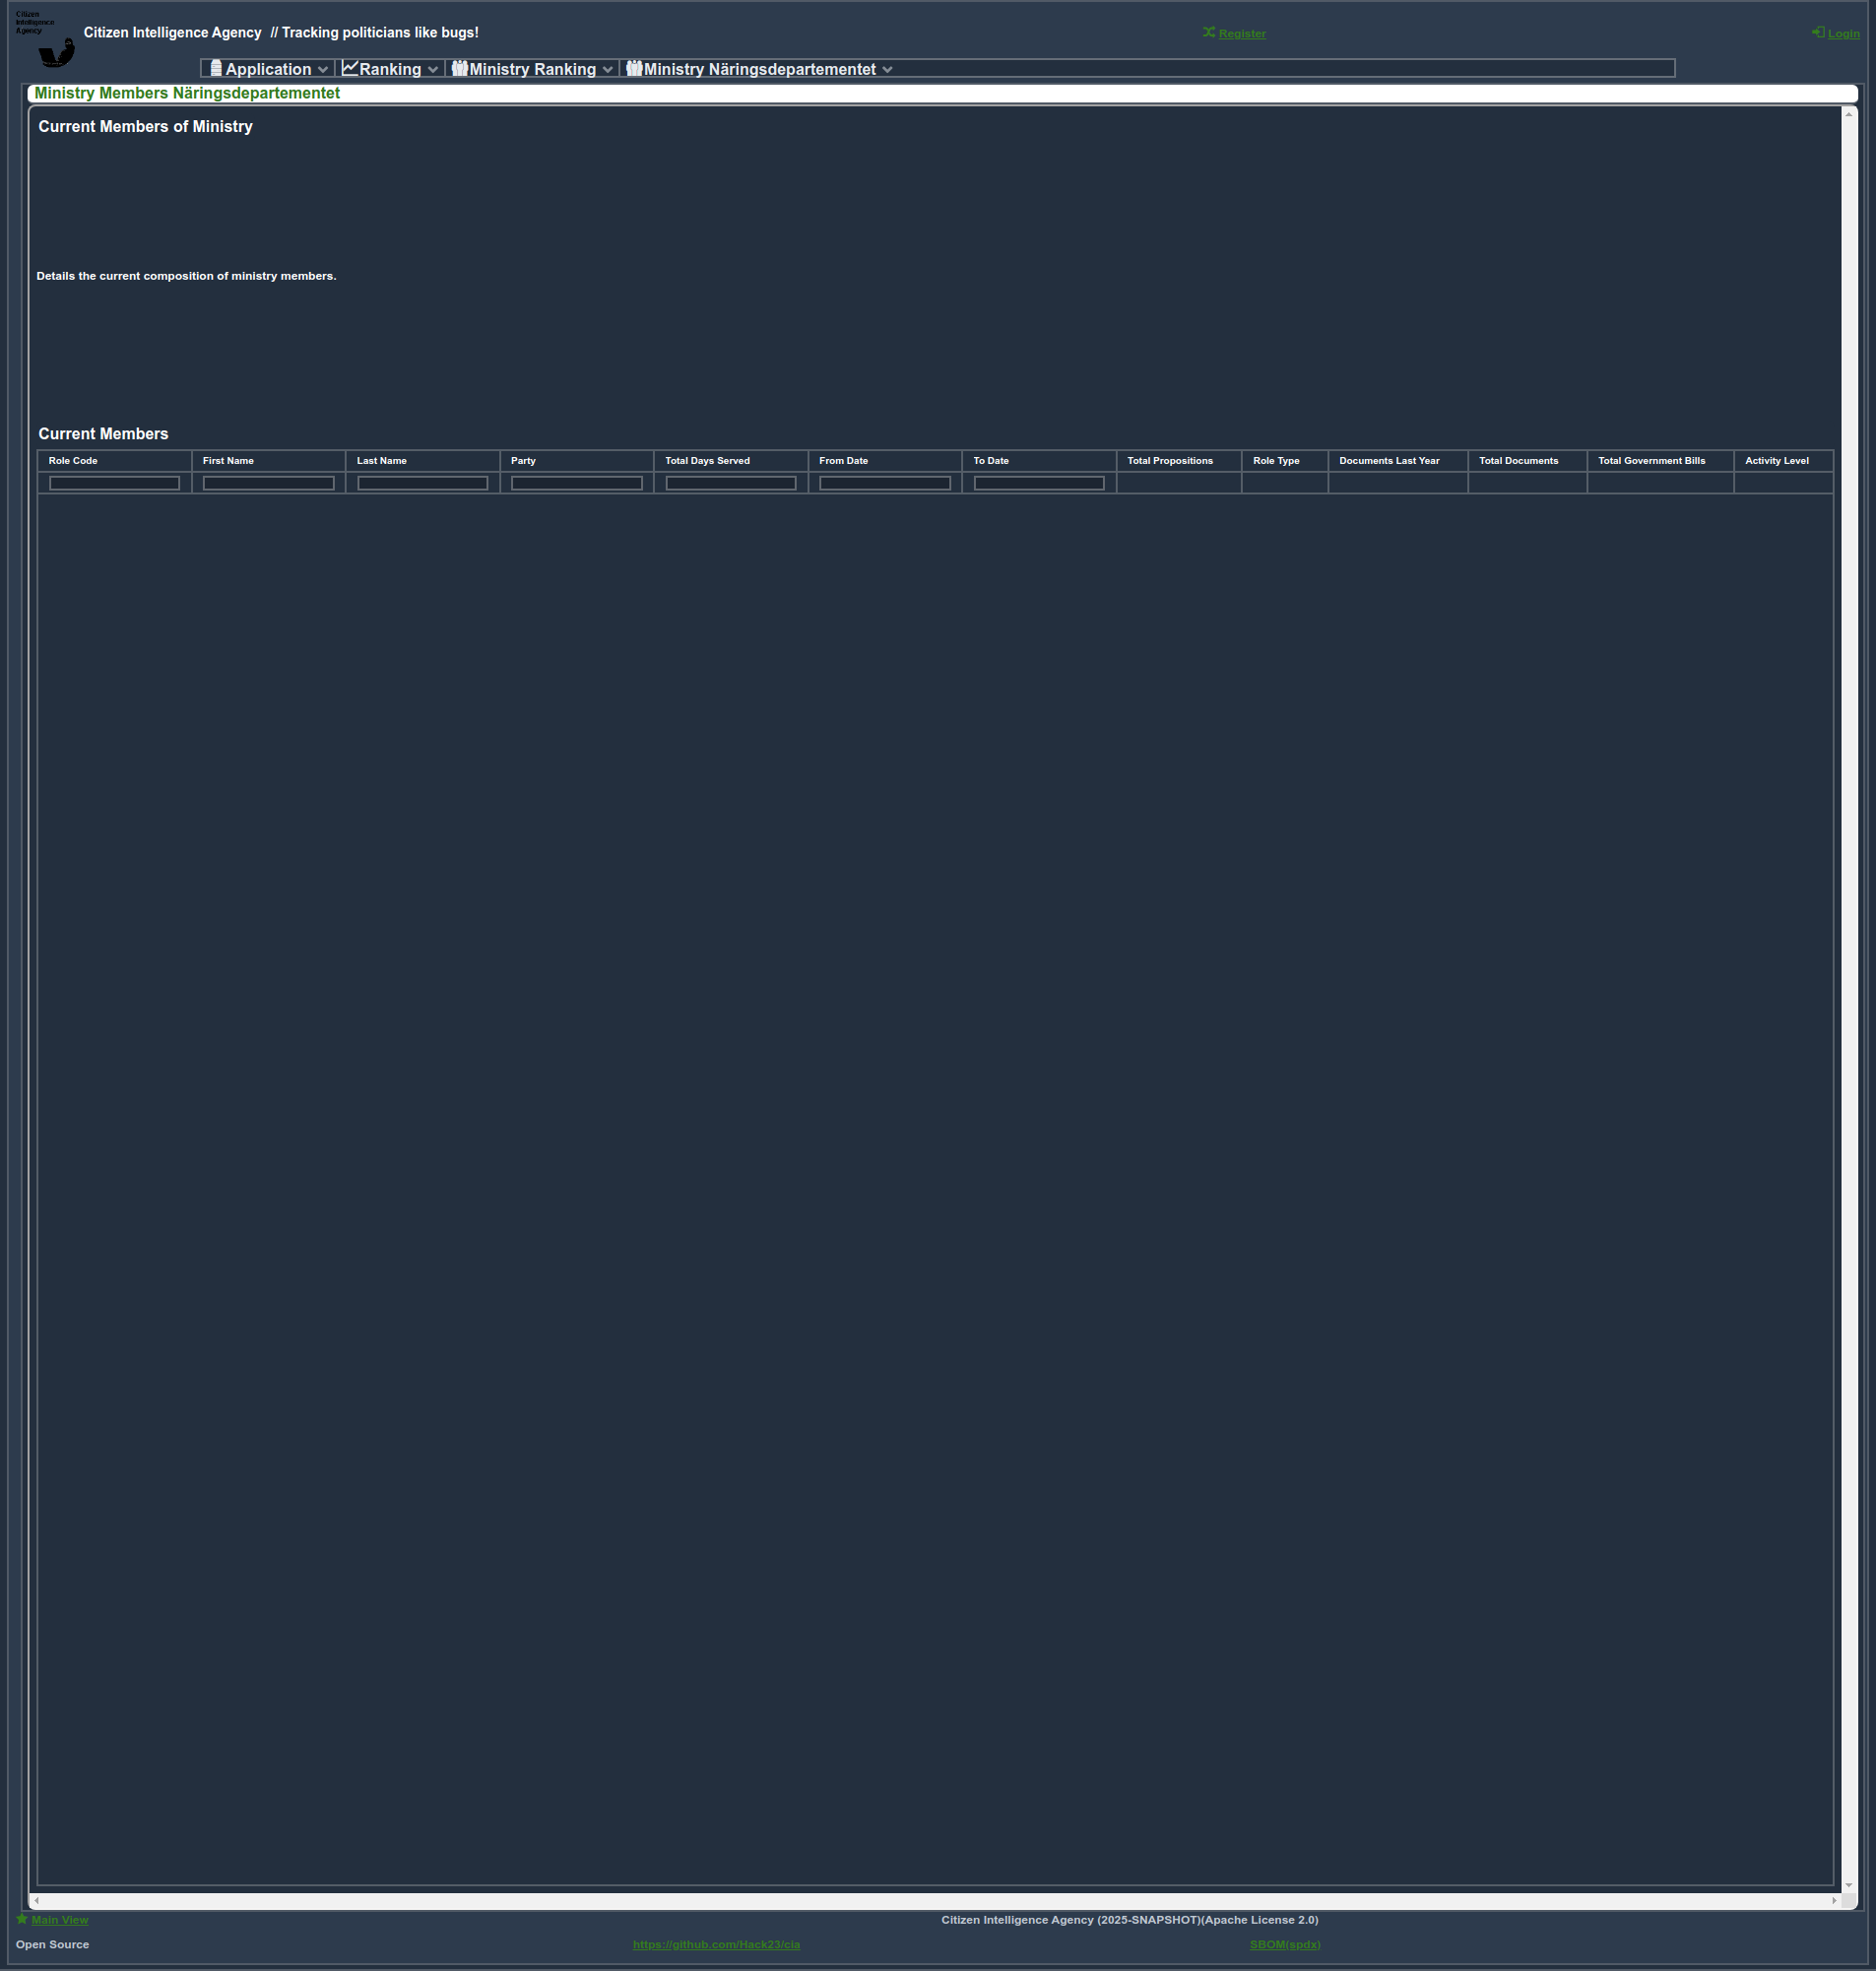 Citizen
Intelligence
Agency
Citizen Intelligence Agency // Tracking politicians like bugs!
Register
Login
Application
Ranking
Ministry Ranking
Ministry Näringsdepartementet
Ministry Members Näringsdepartementet
Current Members of Ministry
Details the current composition of ministry members.
Current Members
Role Code
First Name
Last Name
Party
Total Days Served
From Date
To Date
Total Propositions
Role Type
Documents Last Year
Total Documents
Total Government Bills
Activity Level
Main View
Citizen Intelligence Agency (2025-SNAPSHOT)(Apache License 2.0)
Open Source
https://github.com/Hack23/cia
SBOM(spdx)